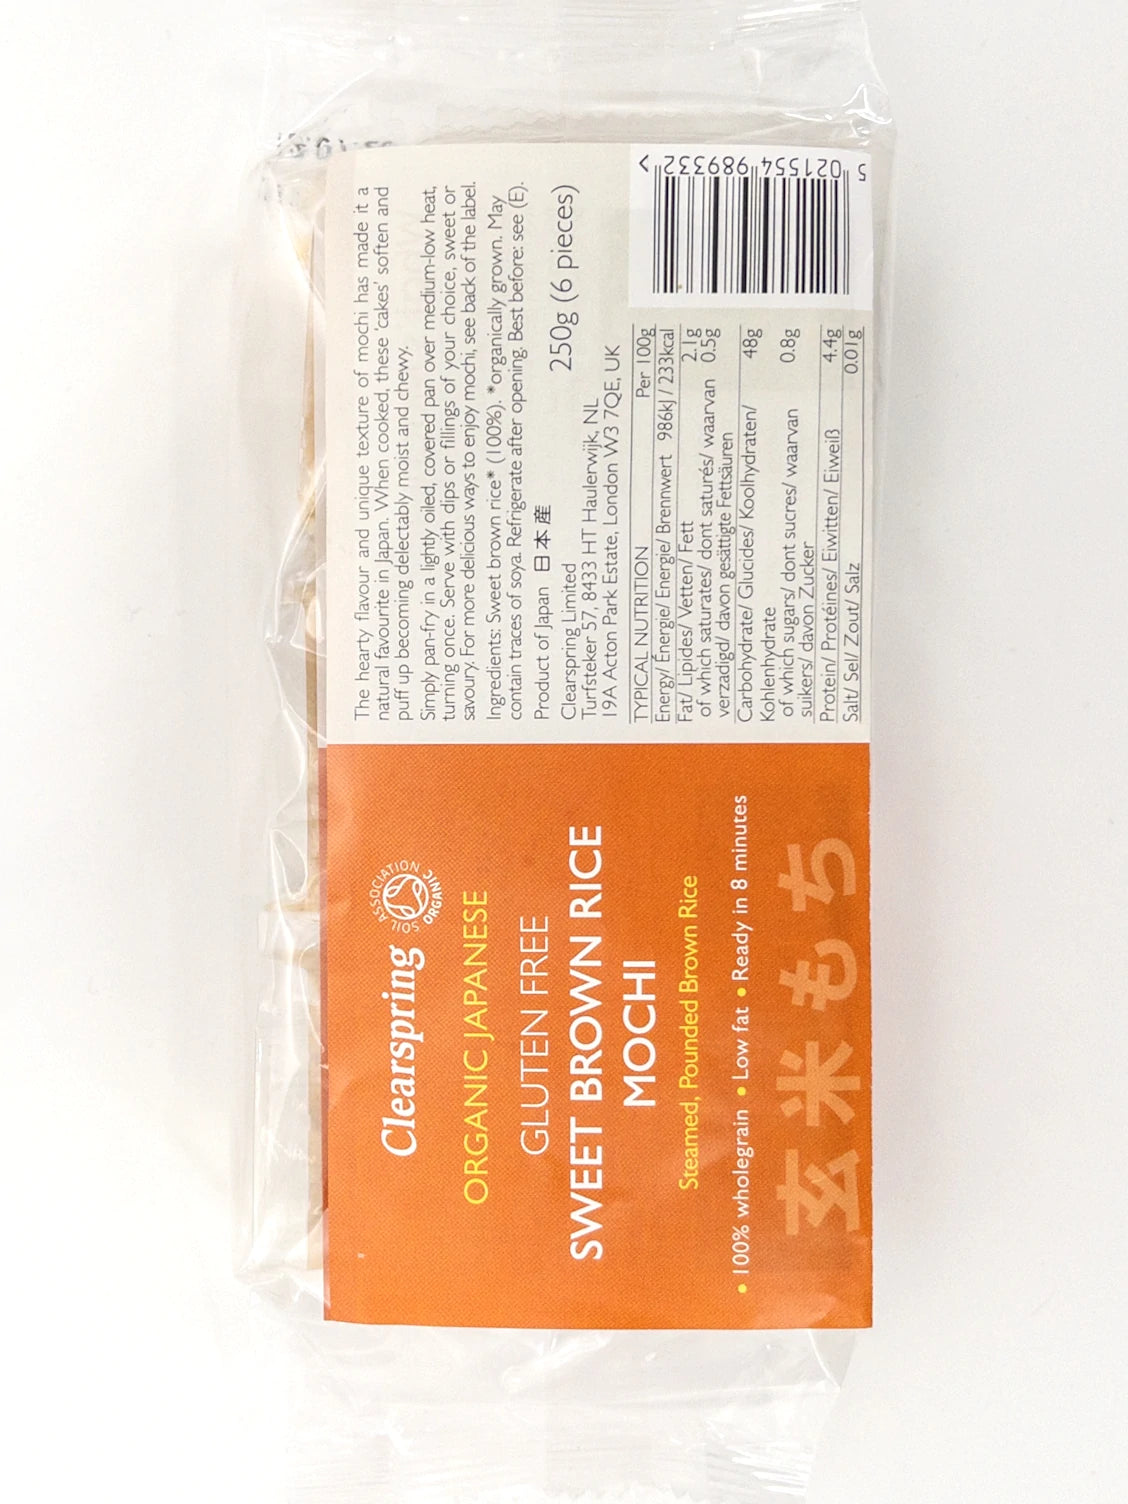 Clearspring
SOIL ASSOCIATION
ORGANIC
ORGANIC JAPANESE
GLUTEN FREE
SWEET BROWN RICE
MOCHI
Steamed, Pounded Brown Rice
• 100% wholegrain • Low fat • Ready in 8 minutes
玄米もち
The hearty flavour and unique texture of mochi has made it a
natural favourite in Japan. When cooked, these 'cakes' soften and
puff up becoming delectably moist and chewy.
Simply pan-fry in a lightly oiled, covered pan over medium-low heat,
turning once. Serve with dips or fillings of your choice, sweet or
savoury. For more delicious ways to enjoy mochi, see back of the label.
Ingredients: Sweet brown rice* (100%). *organically grown. May
contain traces of soya. Refrigerate after opening. Best before: see (E).
Product of Japan 日本産
250g (6 pieces)
Clearspring Limited
Turfsteker 57, 8433 HT Haulerwijk, NL
19A Acton Park Estate, London W3 7QE, UK
TYPICAL NUTRITION Per 100g
Energy/ Énergie/ Energie/ Brennwert 986kJ / 233kcal
Fat/ Lipides/ Vetten/ Fett 2.1g
of which saturates/ dont saturés/ waarvan 0.5g
verzadigd/ davon gesättigte Fettsäuren
Carbohydrate/ Glucides/ Koolhydraten/ 48g
Kohlenhydrate
of which sugars/ dont sucres/ waarvan 0.8g
suikers/ davon Zucker
Protein/ Protéines/ Eiwitten/ Eiweiß 4.4g
Salt/ Sel/ Zout/ Salz 0.01g
5 021554 989332 >